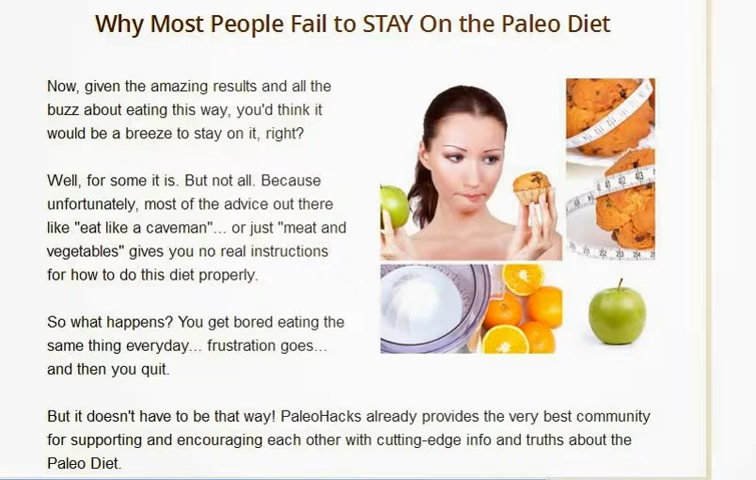 Why Most People Fail to STAY On the Paleo Diet
Now, given the amazing results and all the
buzz about eating this way, you'd think it
would be a breeze to stay on it, right?
Well, for some it is. But not all. Because
unfortunately, most of the advice out there
like "eat like a caveman"... or just "meat and
vegetables" gives you no real instructions
for how to do this diet properly.
So what happens? You get bored eating the
same thing everyday... frustration goes...
and then you quit.
But it doesn't have to be that way! PaleoHacks already provides the very best community
for supporting and encouraging each other with cutting-edge info and truths about the
Paleo Diet.